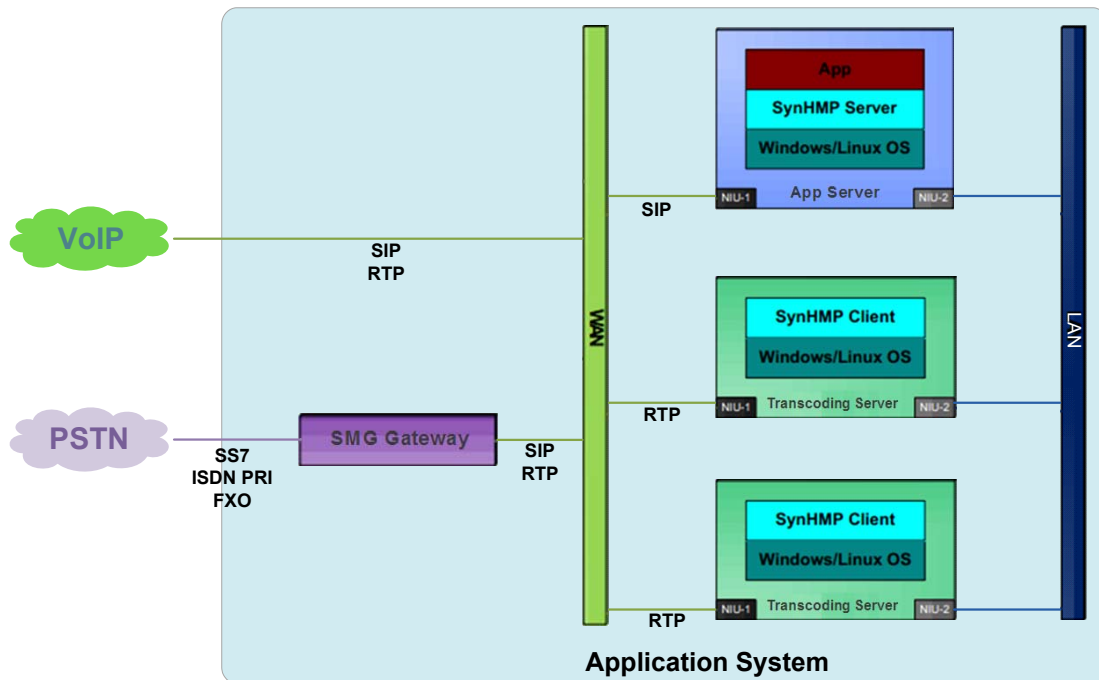 App
SynHMP Server
Windows/Linux OS
NIU-1
App Server
NIU-2
SIP
VoIP
SIP
RTP
WAN
LAN
SynHMP Client
Windows/Linux OS
NIU-1
Transcoding Server
NIU-2
RTP
PSTN
SMG Gateway
SS7
ISDN PRI
FXO
SIP
RTP
SynHMP Client
Windows/Linux OS
NIU-1
Transcoding Server
NIU-2
RTP
Application System